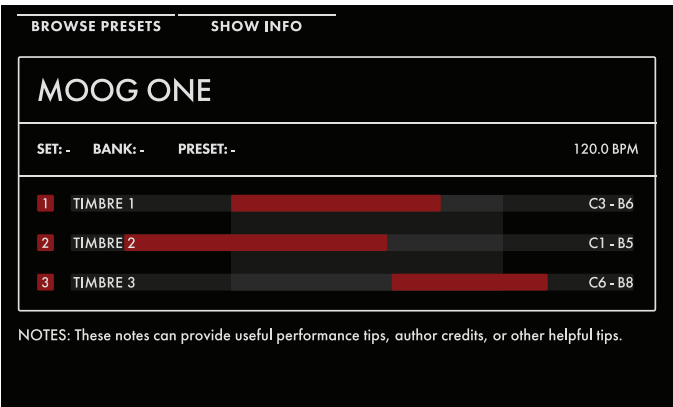 BROWSE PRESETS SHOW INFO
MOOG ONE
SET: - BANK: - PRESET: - 120.0 BPM
1 TIMBRE 1 C3 - B6
2 TIMBRE 2 C1 - B5
3 TIMBRE 3 C6 - B8
NOTES: These notes can provide useful performance tips, author credits, or other helpful tips.